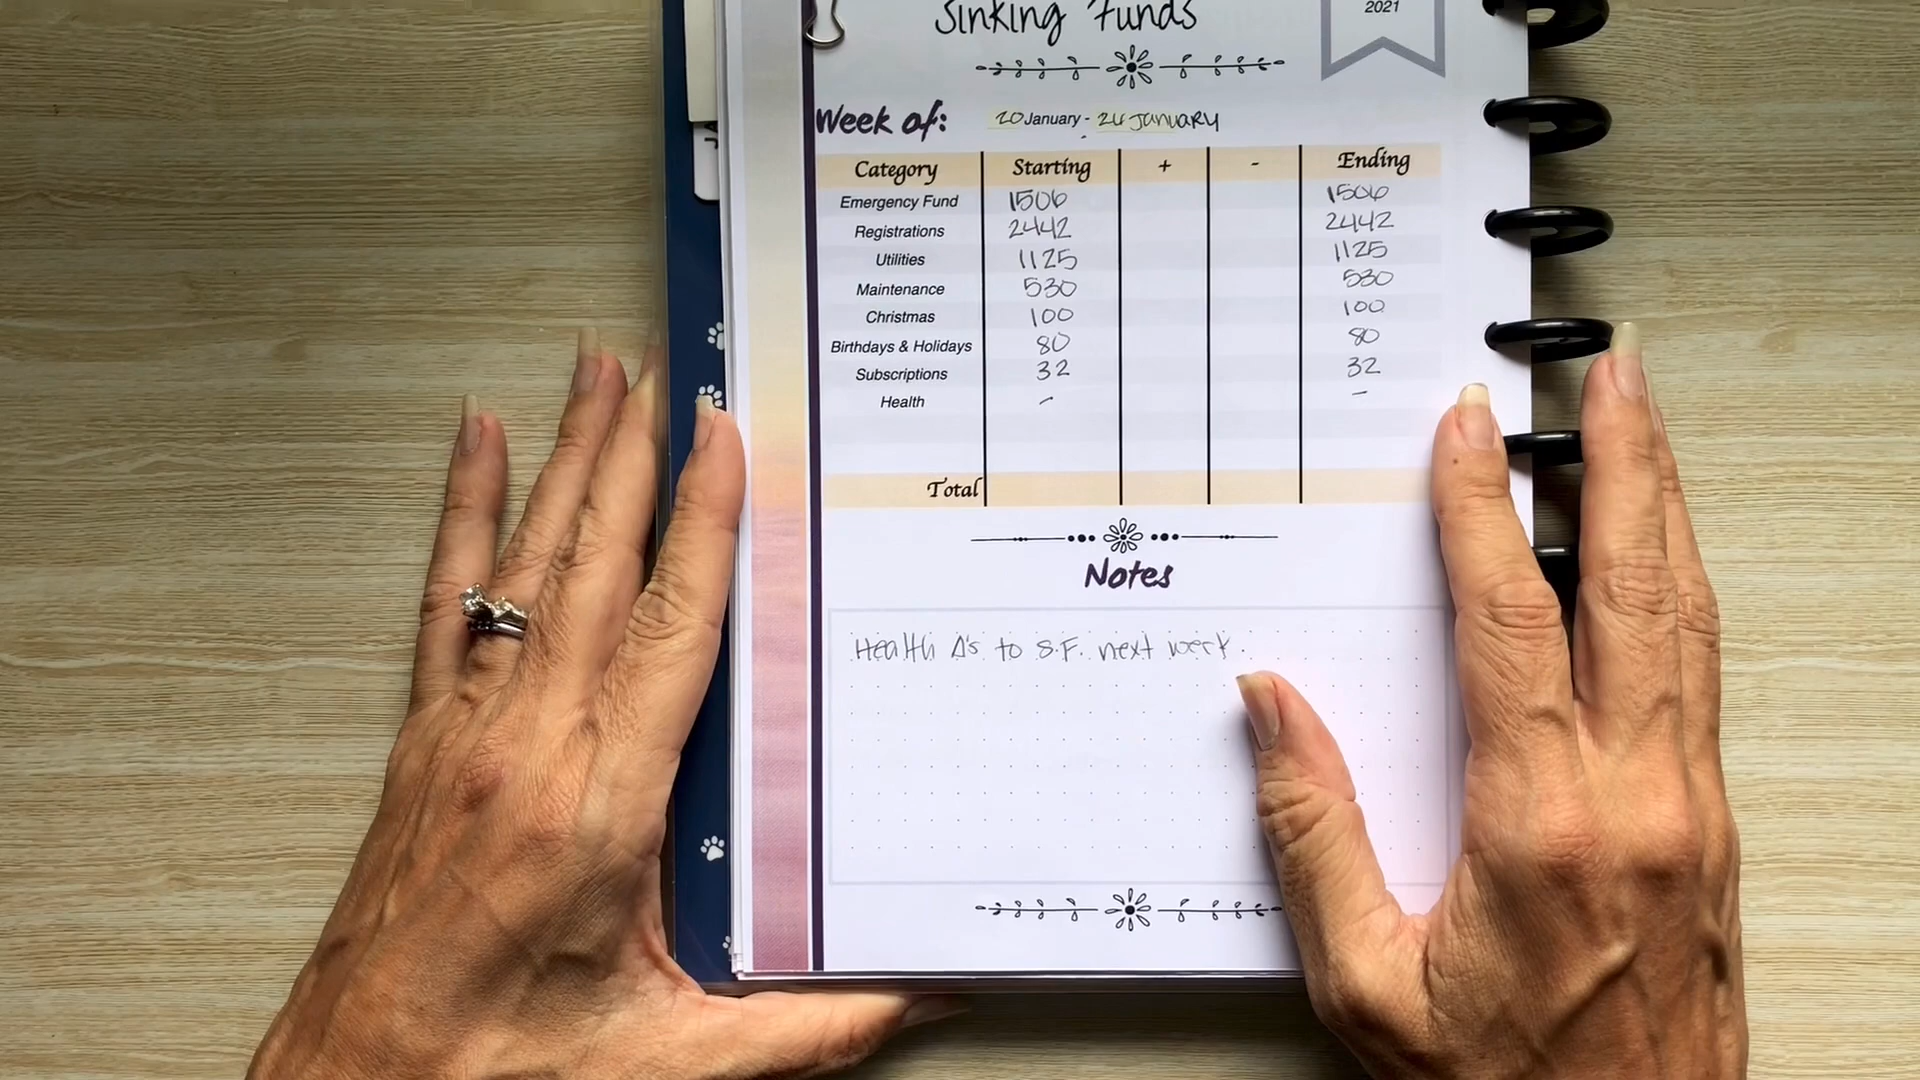 Sinking Funds
2021
Week of: 20 January - 26 January
Category Starting + - Ending
Emergency Fund 1506 1506
Registrations 2442 2442
Utilities 1125 1125
Maintenance 530 530
Christmas 100 100
Birthdays & Holidays 80 80
Subscriptions 32 32
Health - -
Total
Notes
Health Δ's to S.F. next week.